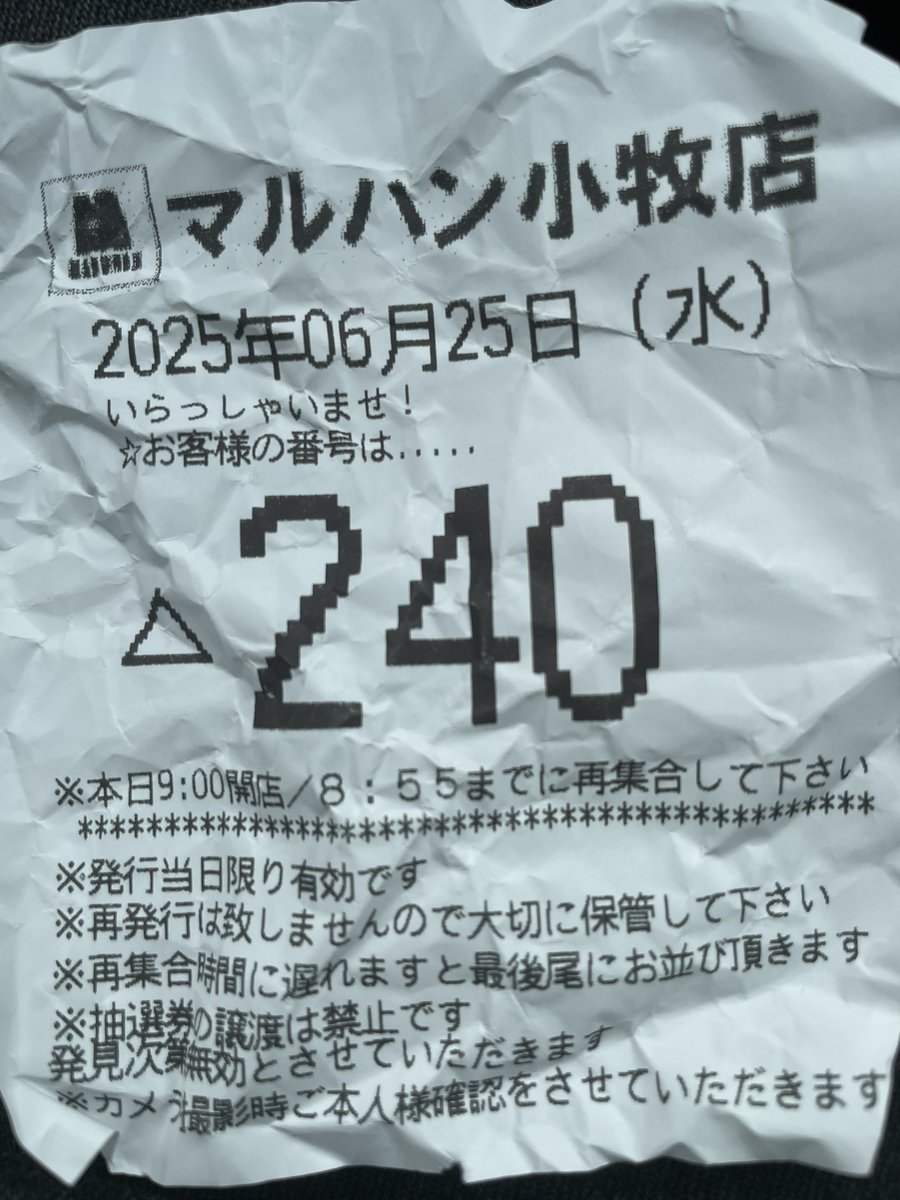 MARUHAN
マルハン小牧店
2025年06月25日（水）
いらっしゃいませ！
☆お客様の番号は.....
△ 240
※本日9:00開店/８：５５までに再集合して下さい
******************************************************
※発行当日限り有効です
※再発行は致しませんので大切に保管して下さい
※再集合時間に遅れますと最後尾にお並び頂きます
※抽選券の譲渡は禁止です
発見次第無効とさせていただきます
※カメラ撮影時ご本人様確認をさせていただきます